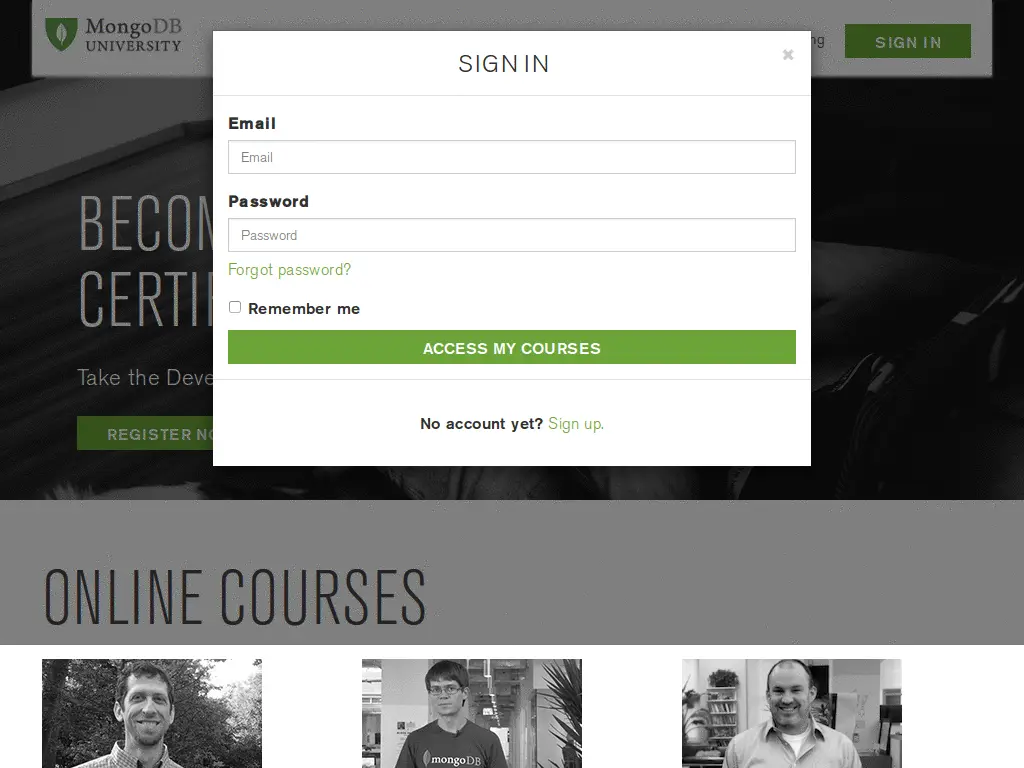 MongoDB
UNIVERSITY
SIGN IN
×
ng
SIGN IN
Email
Email
Password
Password
Forgot password?
Remember me
ACCESS MY COURSES
No account yet? Sign up.
BECOM
CERTIF
Take the Deve
REGISTER NO
ONLINE COURSES
mongoDB